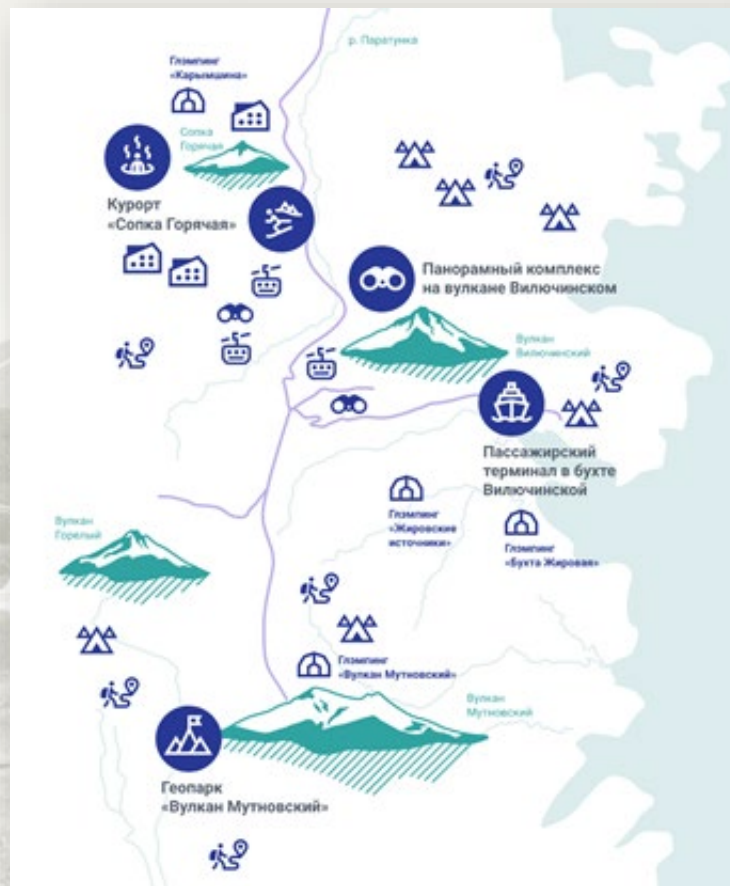 р. Паратунка
Глэмпинг
«Карымшина»
Сопка
Горячая
Курорт
«Сопка Горячая»
Панорамный комплекс
на вулкане Вилючинском
Вулкан
Вилючинский
Пассажирский
терминал в бухте
Вилючинской
Глэмпинг
«Жировские
источники»
Глэмпинг
«Бухта Жировая»
Вулкан
Горелый
Глэмпинг
«Вулкан Мутновский»
Вулкан
Мутновский
Геопарк
«Вулкан Мутновский»